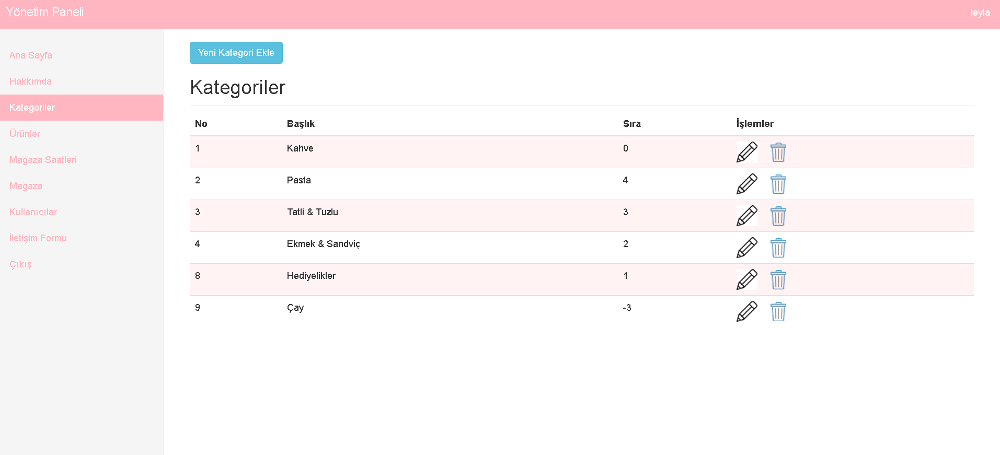 Yönetim Paneli
leyla
Ana Sayfa
Hakkımda
Kategoriler
Ürünler
Mağaza Saatleri
Mağaza
Kullanıcılar
İletişim Formu
Çıkış
Yeni Kategori Ekle
Kategoriler
No Başlık Sıra İşlemler
1 Kahve 0
2 Pasta 4
3 Tatli & Tuzlu 3
4 Ekmek & Sandviç 2
8 Hediyelikler 1
9 Çay -3